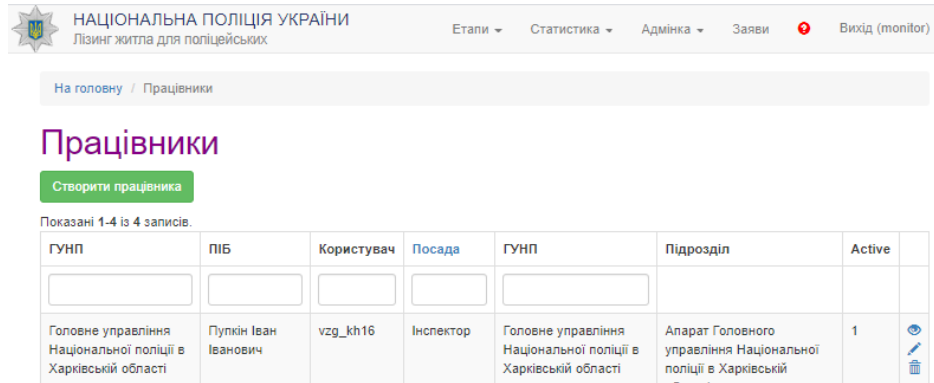 НАЦІОНАЛЬНА ПОЛІЦІЯ УКРАЇНИ
Лізинг житла для поліцейських
Етапи Статистика Адмінка Заяви Вихід (monitor)
На головну / Працівники
Працівники
Створити працівника
Показані 1-4 із 4 записів.
ГУНП ПІБ Користувач Посада ГУНП Підрозділ Active
Головне управління Пупкін Іван vzg_kh16 Інспектор Головне управління Апарат Головного 1
Національної поліції в Іванович Національної поліції в управління Національної
Харківській області Харківській області поліції в Харківській